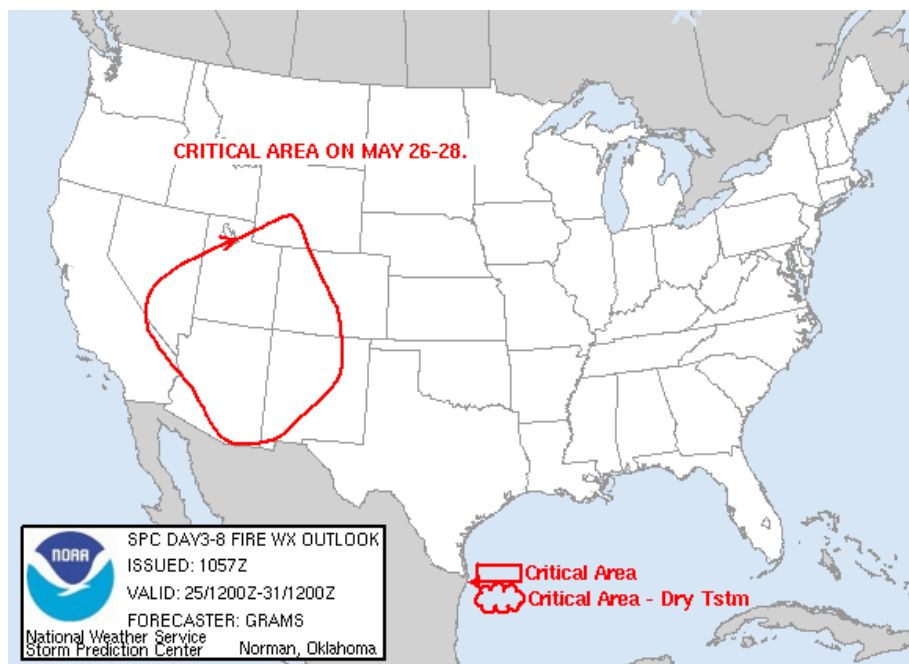 CRITICAL AREA ON MAY 26-28.
NOAA
SPC DAY3-8 FIRE WX OUTLOOK
ISSUED: 1057Z
VALID: 25/1200Z-31/1200Z
FORECASTER: GRAMS
National Weather Service
Storm Prediction Center Norman, Oklahoma
Critical Area
Critical Area - Dry Tstm